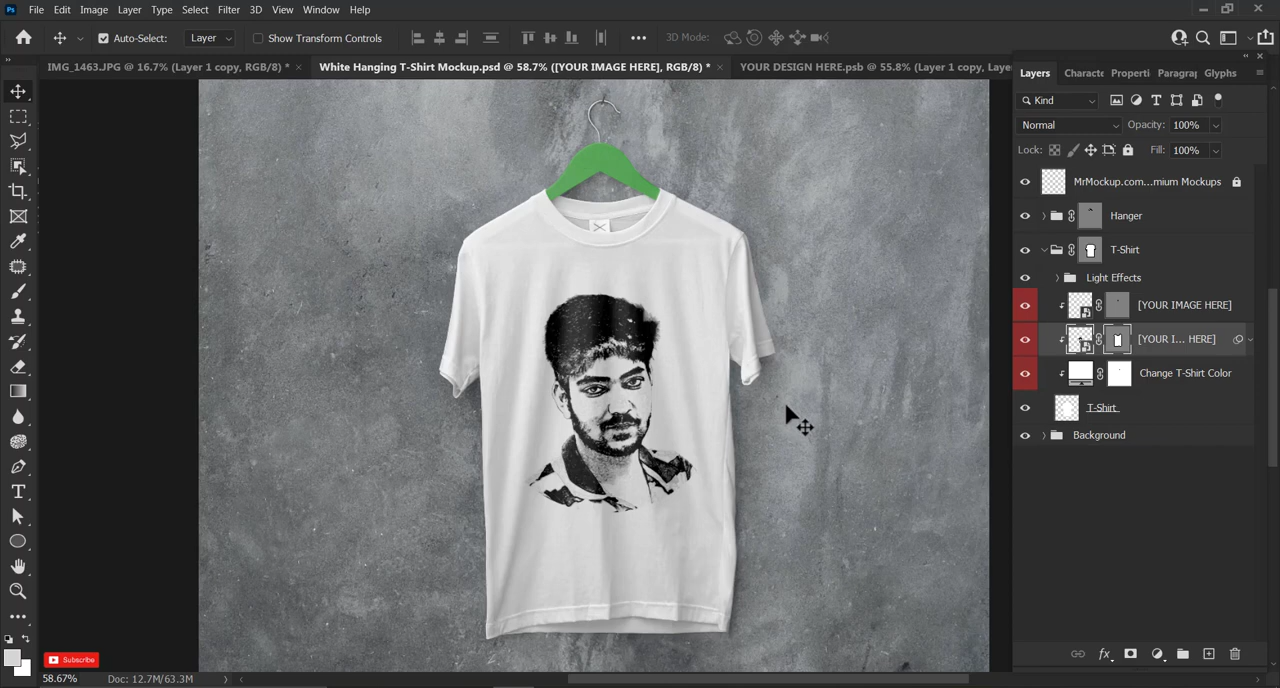 Ps File Edit Image Layer Type Select Filter 3D View Window Help
Auto-Select: Layer Show Transform Controls 3D Mode:
IMG_1463.JPG @ 16.7% (Layer 1 copy, RGB/8) * × White Hanging T-Shirt Mockup.psd @ 58.7% ([YOUR IMAGE HERE], RGB/8) * × YOUR DESIGN HERE.psb @ 55.8% (Layer 1 copy,
Layers Characte Properti Paragraph Glyphs
Kind
Normal Opacity: 100%
Lock: Fill: 100%
MrMockup.com...mium Mockups
Hanger
T-Shirt
Light Effects
[YOUR IMAGE HERE]
[YOUR I... HERE]
Change T-Shirt Color
T-Shirt
Background
Subscribe
58.67% Doc: 12.7M/63.3M